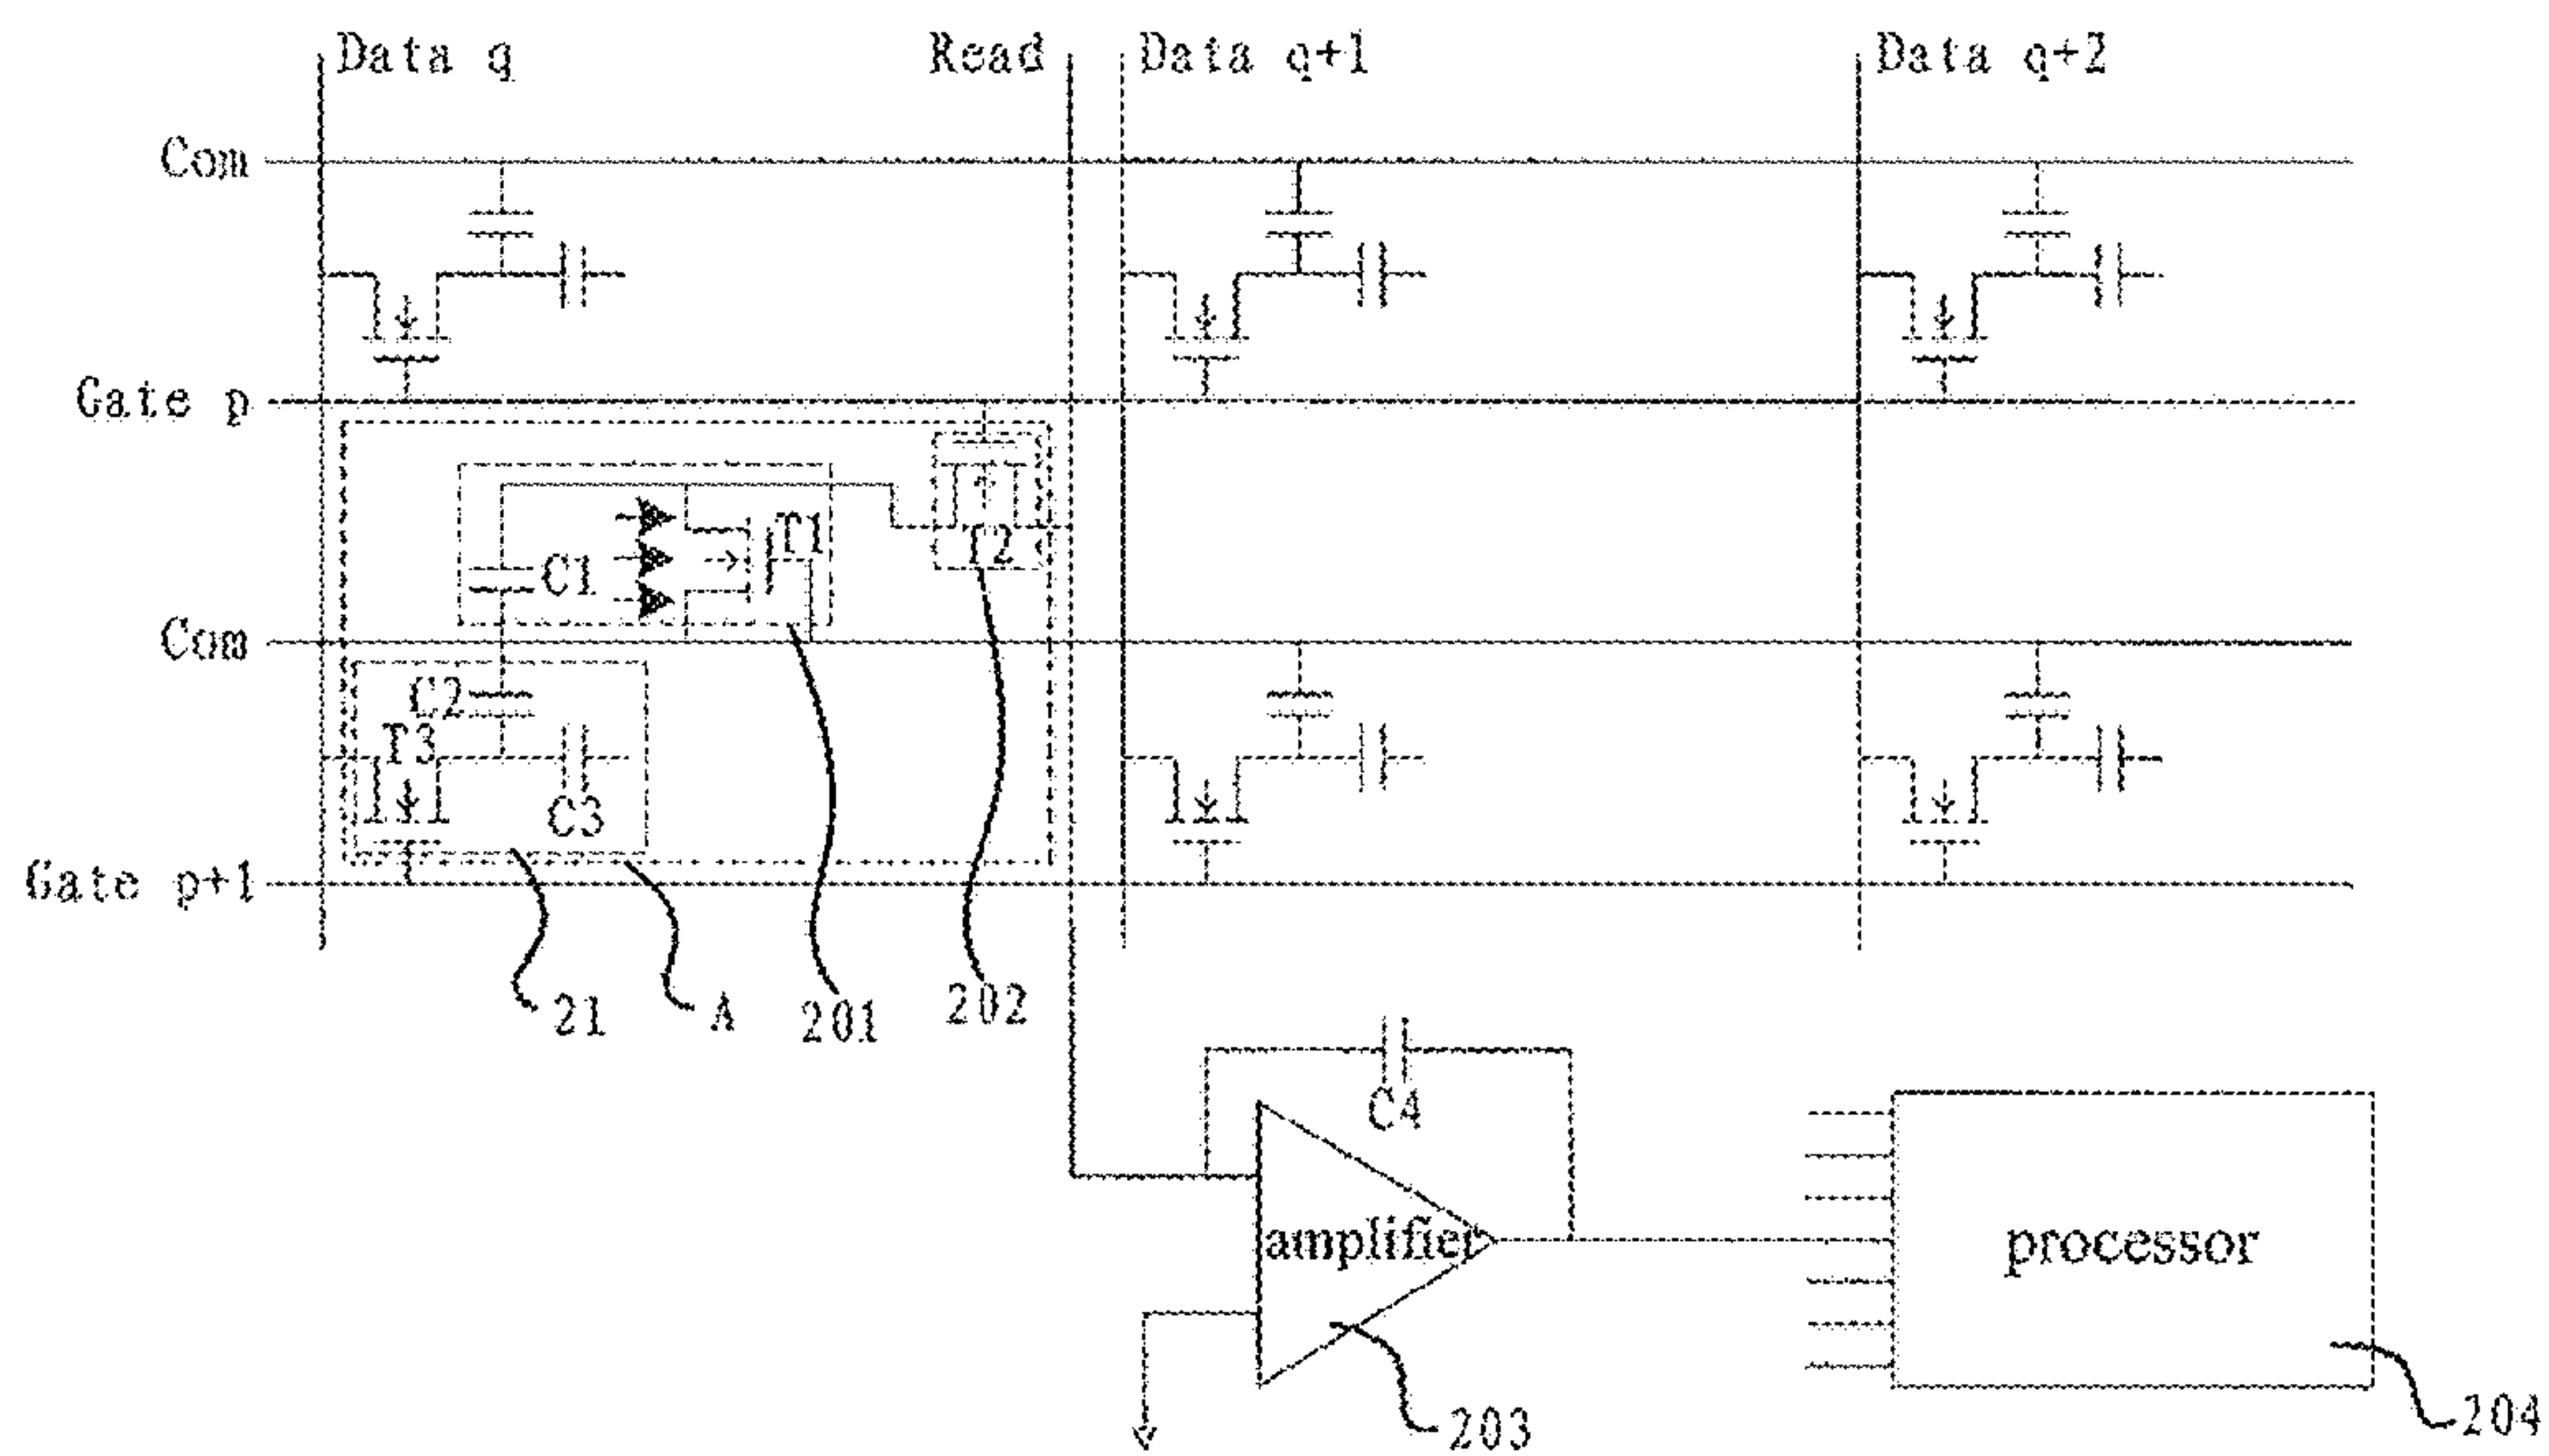 Data q
Read
Data q+1
Data q+2
Com
Gate p
T1
T2
C1
Com
C2
T3
C3
Gate p+1
21
A
201
202
C4
amplifier
processor
203
204